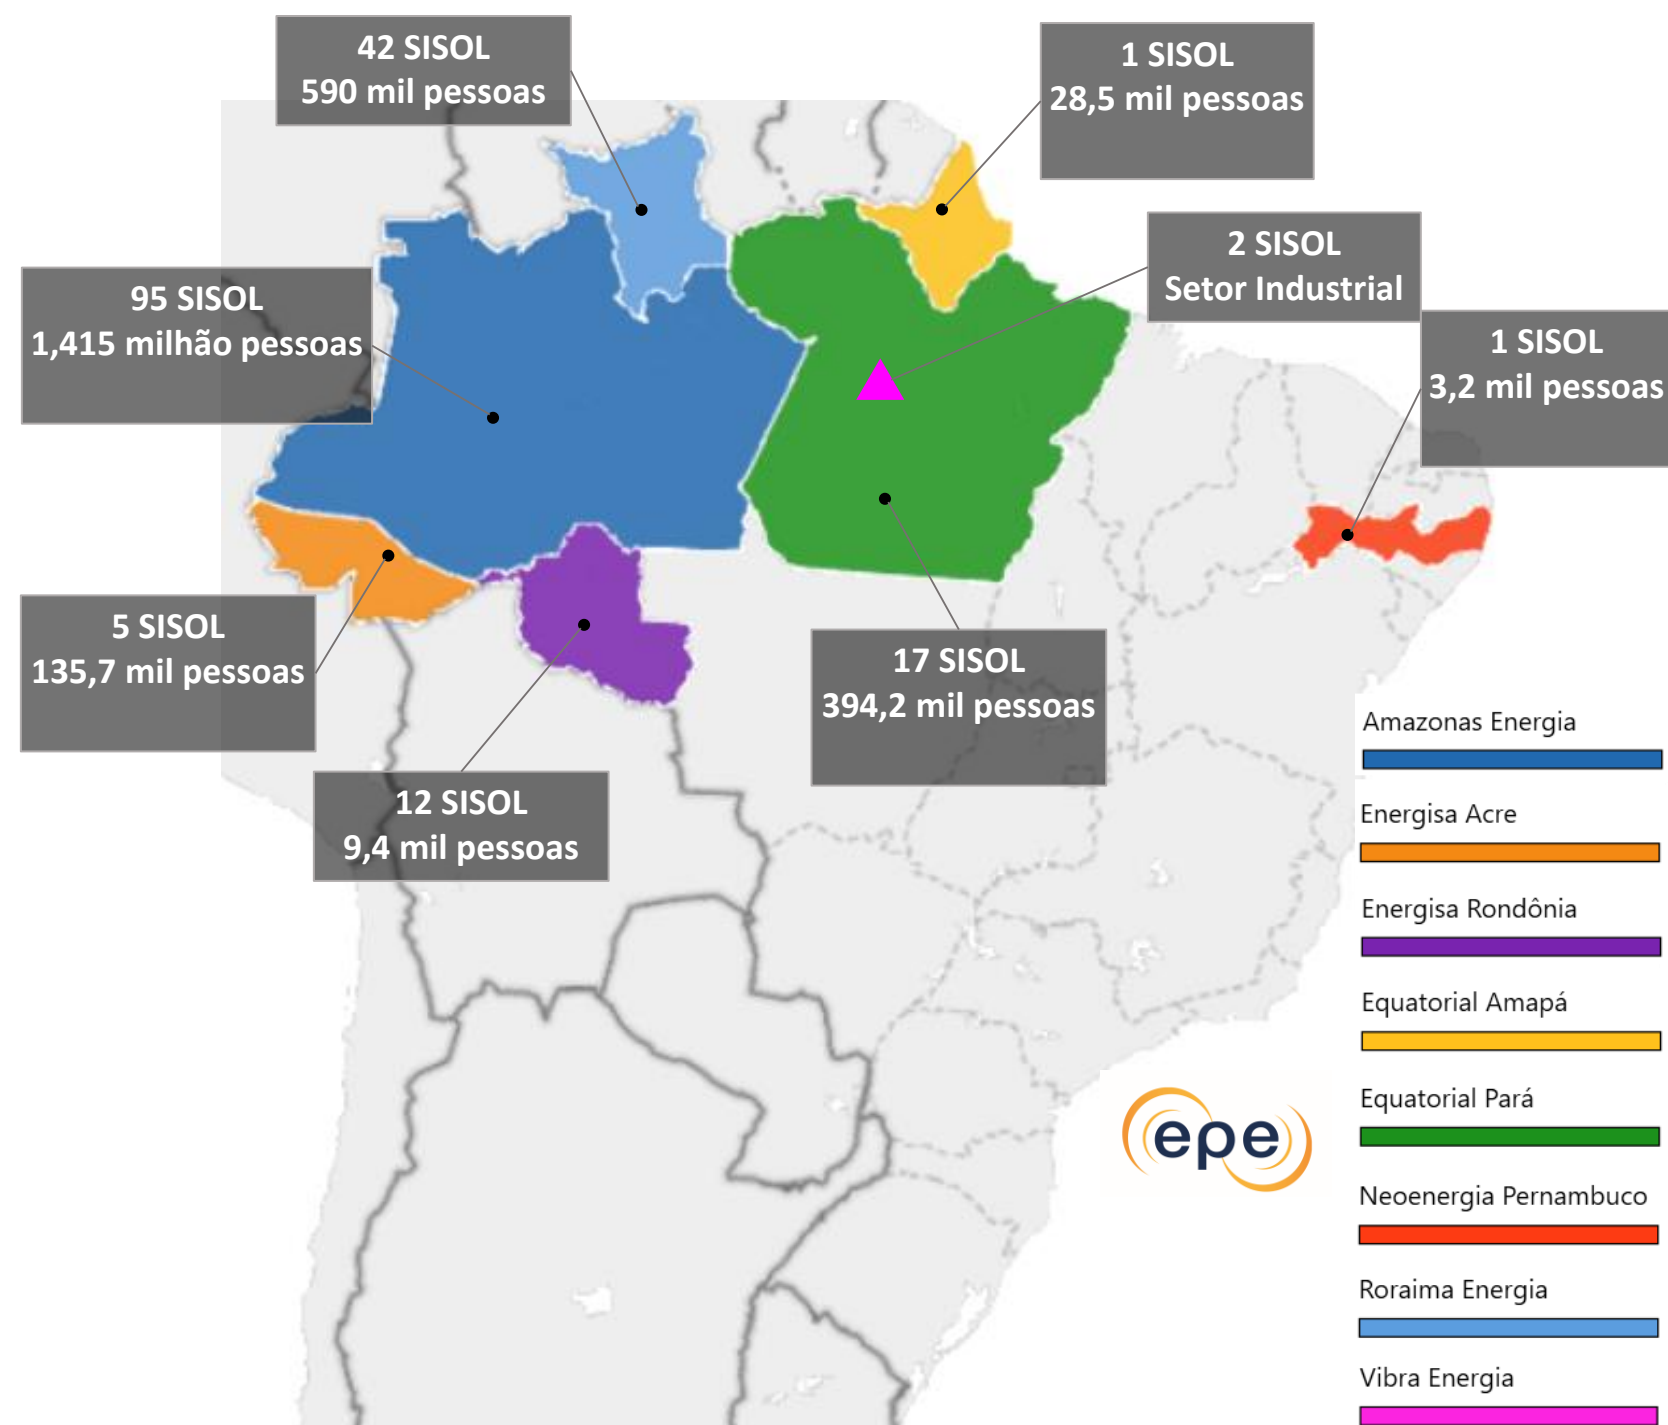 42 SISOL
590 mil pessoas
1 SISOL
28,5 mil pessoas
2 SISOL
Setor Industrial
95 SISOL
1,415 milhão pessoas
1 SISOL
3,2 mil pessoas
5 SISOL
135,7 mil pessoas
17 SISOL
394,2 mil pessoas
12 SISOL
9,4 mil pessoas
Amazonas Energia
Energisa Acre
Energisa Rondônia
Equatorial Amapá
Equatorial Pará
Neoenergia Pernambuco
Roraima Energia
Vibra Energia
epe